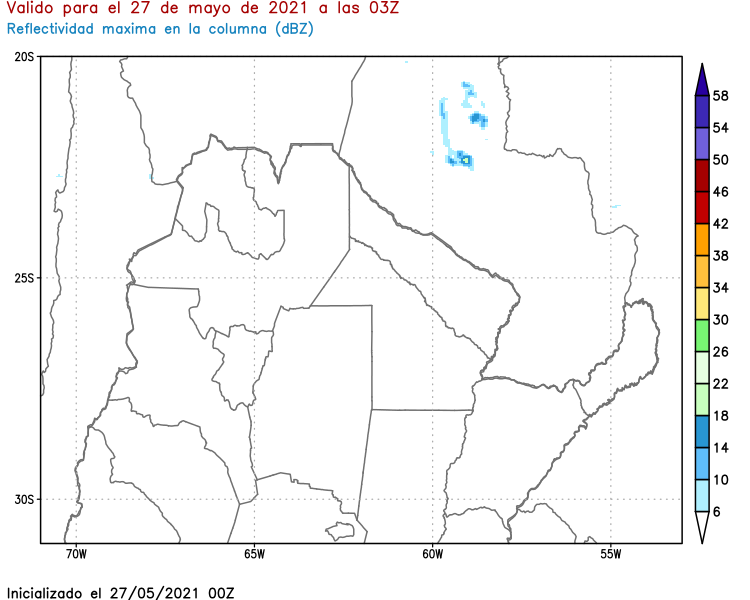 Valido para el 27 de mayo de 2021 a las 03Z
Reflectividad maxima en la columna (dBZ)
20S
25S
30S
70W
65W
60W
55W
58
54
50
46
42
38
34
30
26
22
18
14
10
6
Inicializado el 27/05/2021 00Z